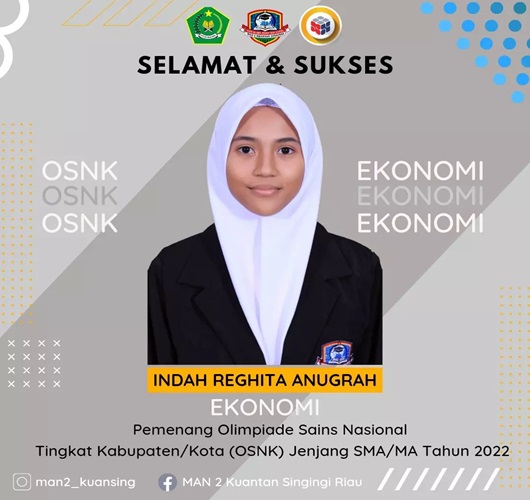 SELAMAT & SUKSES
OSNK EKONOMI
OSNK EKONOMI
OSNK EKONOMI
INDAH REGHITA ANUGRAH
EKONOMI
Pemenang Olimpiade Sains Nasional
Tingkat Kabupaten/Kota (OSNK) Jenjang SMA/MA Tahun 2022
man2_kuansing MAN 2 Kuantan Singingi Riau